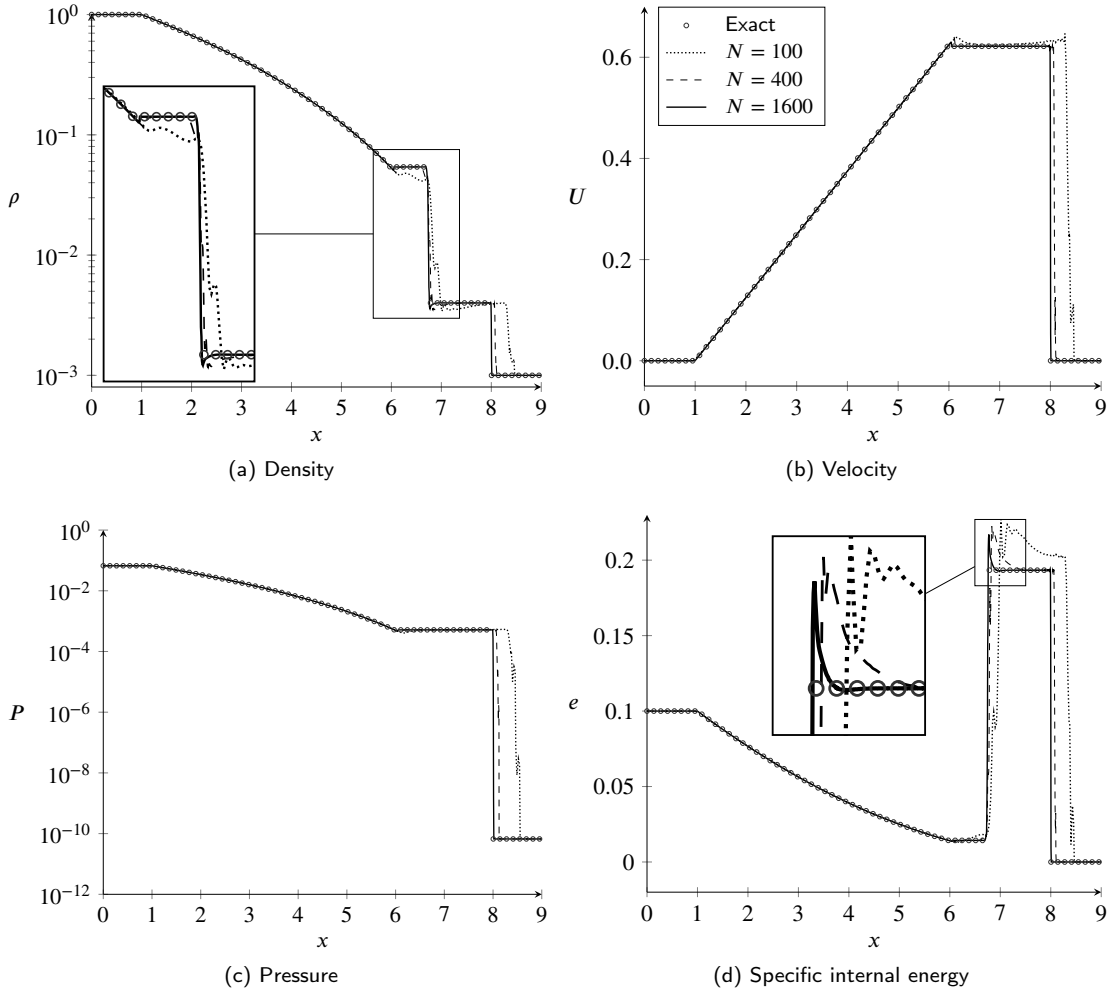 10^0
10^-1
10^-2
10^-3
ρ
0 1 2 3 4 5 6 7 8 9
x
(a) Density
Exact
N = 100
N = 400
N = 1600
U
0.6
0.4
0.2
0.0
0 1 2 3 4 5 6 7 8 9
x
(b) Velocity
10^0
10^-2
10^-4
10^-6
10^-8
10^-10
10^-12
P
0 1 2 3 4 5 6 7 8 9
x
(c) Pressure
0.2
0.15
0.1
0.05
0
e
0 1 2 3 4 5 6 7 8 9
x
(d) Specific internal energy